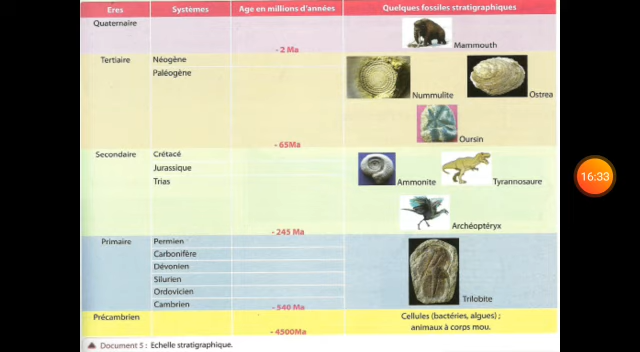 Eres Systèmes Age en millions d'années Quelques fossiles stratigraphiques
Quaternaire
Mammouth
- 2 Ma
Tertiaire Néogène
Paléogène
Nummulite Ostrea
Oursin
- 65Ma
Secondaire Crétacé
Jurassique
Trias
Ammonite Tyrannosaure
Archéoptéryx
- 245 Ma
Primaire Permien
Carbonifère
Dévonien
Silurien
Ordovicien
Cambrien
Trilobite
- 540 Ma
Précambrien Cellules (bactéries, algues) ;
animaux à corps mou.
- 4500Ma
Document 5 : Echelle stratigraphique.
16:33